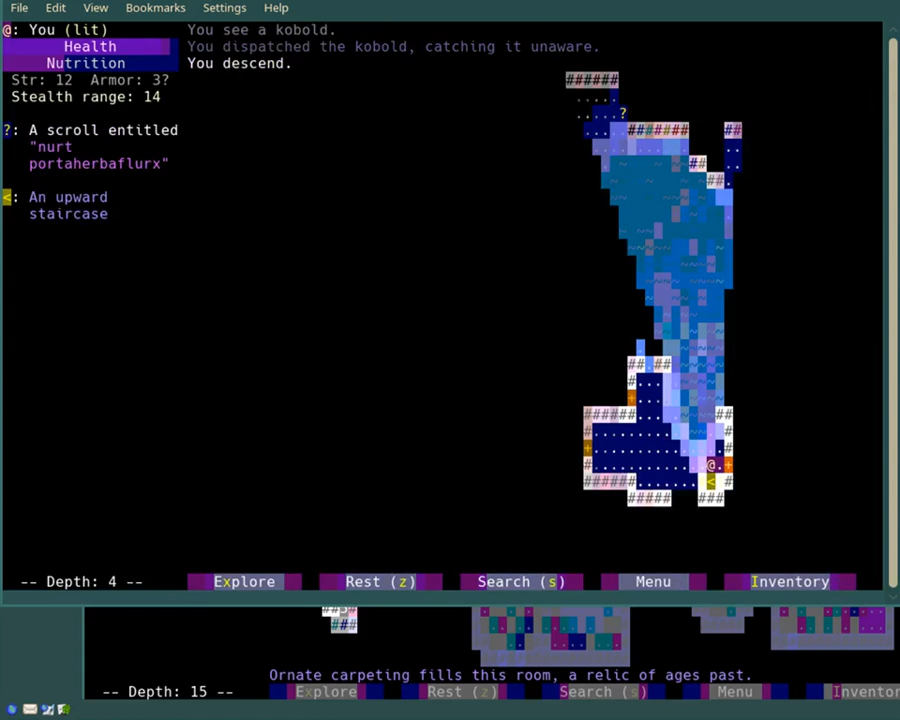 File Edit View Bookmarks Settings Help
@: You (lit)
Health
Nutrition
Str: 12 Armor: 3?
Stealth range: 14
?: A scroll entitled
"nurt
portaherbaflurx"
<: An upward
staircase
You see a kobold.
You dispatched the kobold, catching it unaware.
You descend.
-- Depth: 4 -- Explore Rest (z) Search (s) Menu Inventory
Ornate carpeting fills this room, a relic of ages past.
-- Depth: 15 -- Explore Rest (z) Search (s) Menu Inventor